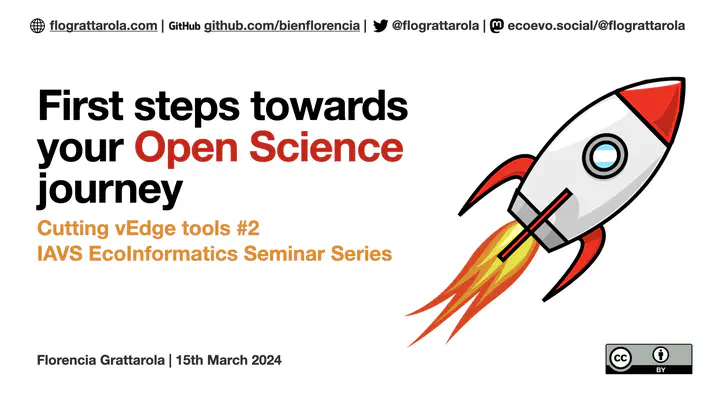 flograttarola.com | GitHub github.com/bienflorencia | @flograttarola | ecoevo.social/@flograttarola
First steps towards
your Open Science
journey
Cutting vEdge tools #2
IAVS EcoInformatics Seminar Series
Florencia Grattarola | 15th March 2024
cc
BY